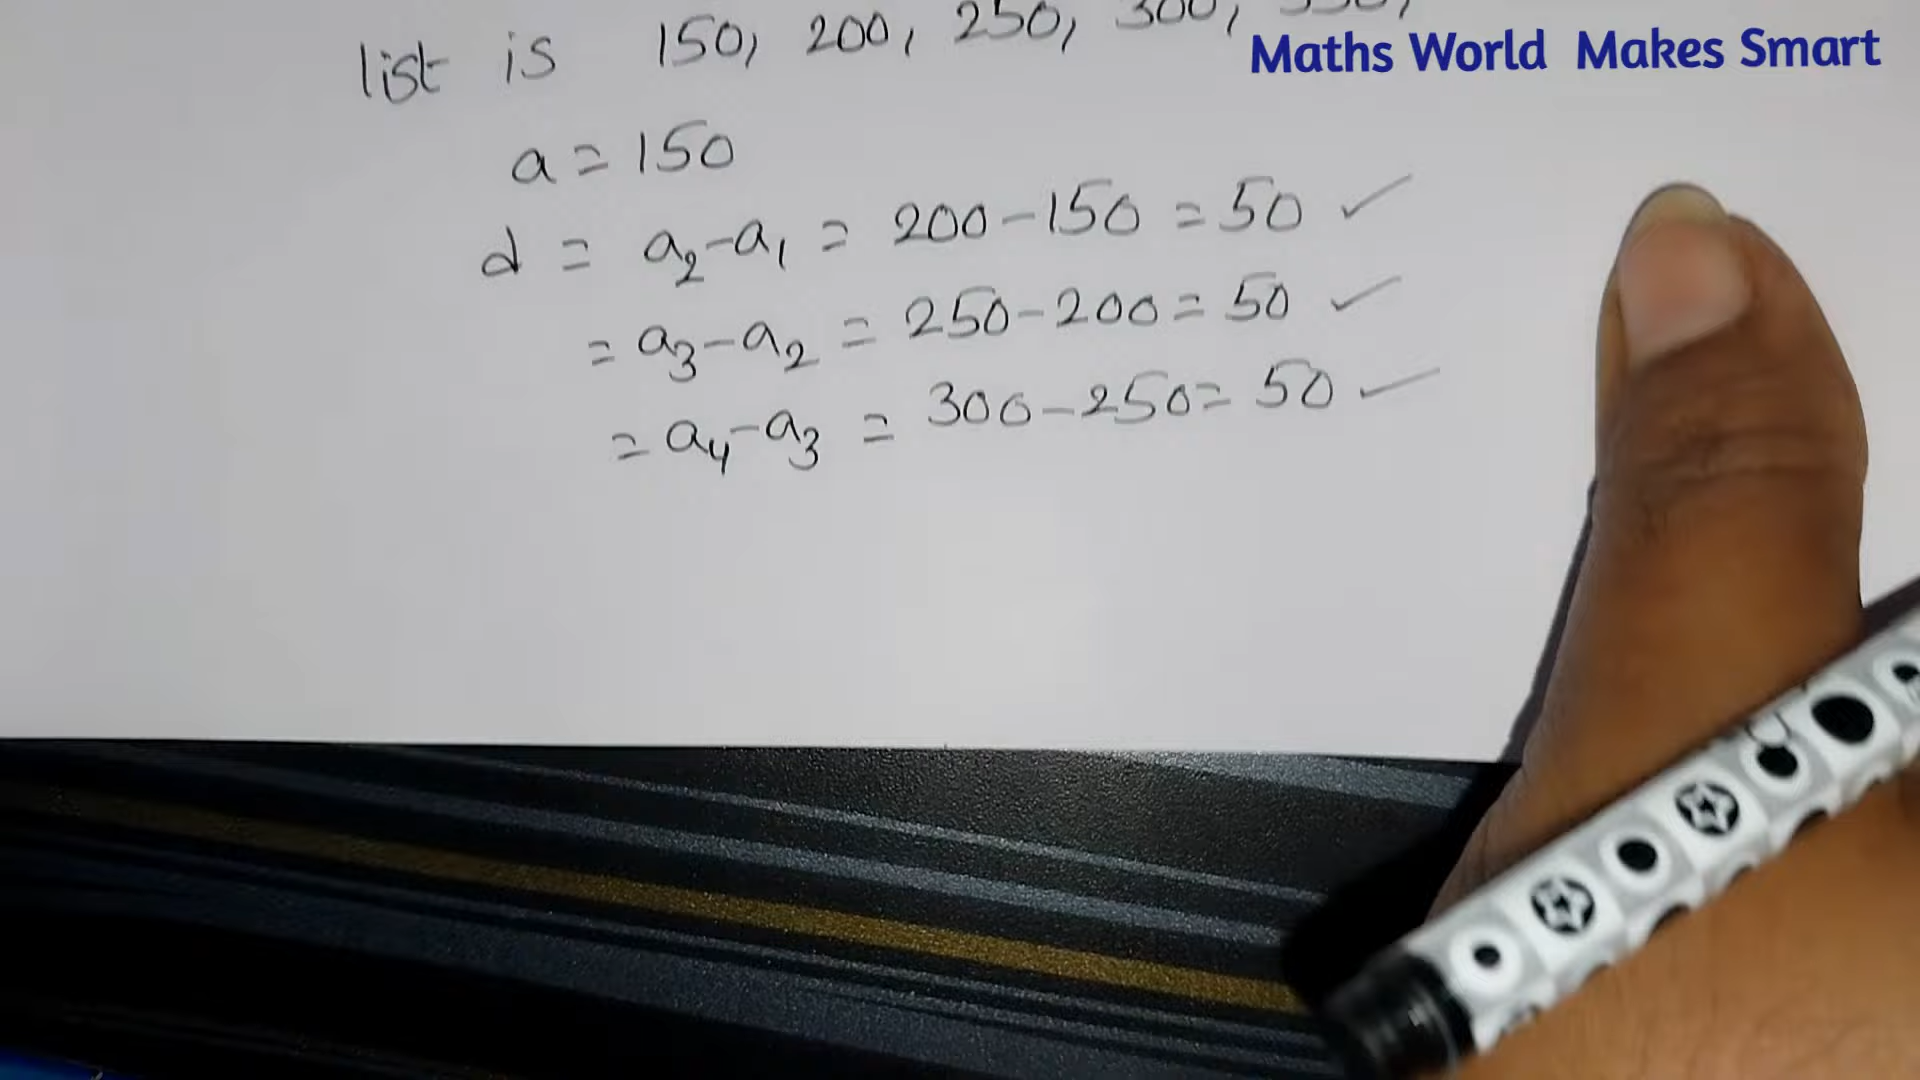 list is 150, 200, 250, 300,
Maths World Makes Smart
a = 150
d = a₂-a₁ = 200-150 = 50 ✓
= a₃-a₂ = 250-200 = 50 ✓
= a₄-a₃ = 300-250 = 50 ✓